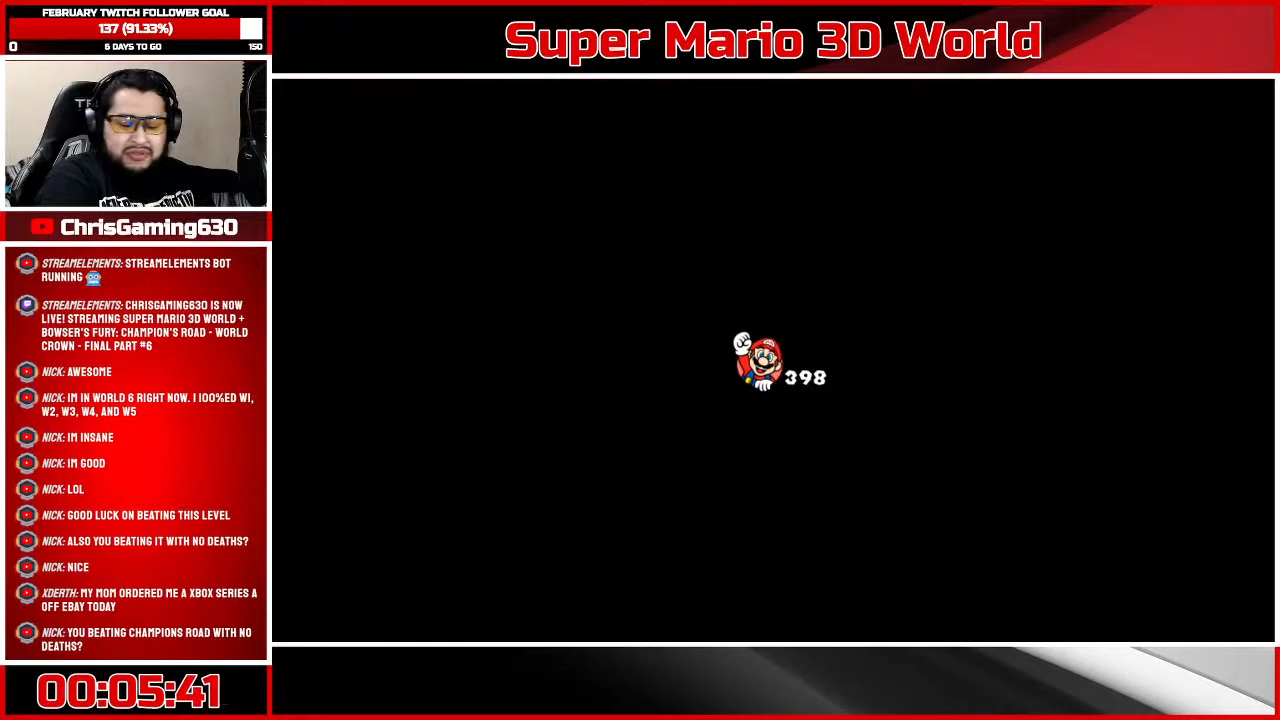 FEBRUARY TWITCH FOLLOWER GOAL
137 (91.33%)
0 6 DAYS TO GO 150
Super Mario 3D World
ChrisGaming630
STREAMELEMENTS: STREAMELEMENTS BOT
RUNNING
STREAMELEMENTS: CHRISGAMING630 IS NOW
LIVE! STREAMING SUPER MARIO 3D WORLD +
BOWSER'S FURY: CHAMPION'S ROAD - WORLD
CROWN - FINAL PART #6
NICK: AWESOME
NICK: IM IN WORLD 6 RIGHT NOW. I 100%ED W1,
W2, W3, W4, AND W5
NICK: IM INSANE
NICK: IM GOOD
NICK: LOL
NICK: GOOD LUCK ON BEATING THIS LEVEL
NICK: ALSO YOU BEATING IT WITH NO DEATHS?
NICK: NICE
XDERTH: MY MOM ORDERED ME A XBOX SERIES A
OFF EBAY TODAY
NICK: YOU BEATING CHAMPIONS ROAD WITH NO
DEATHS?
398
00:05:41